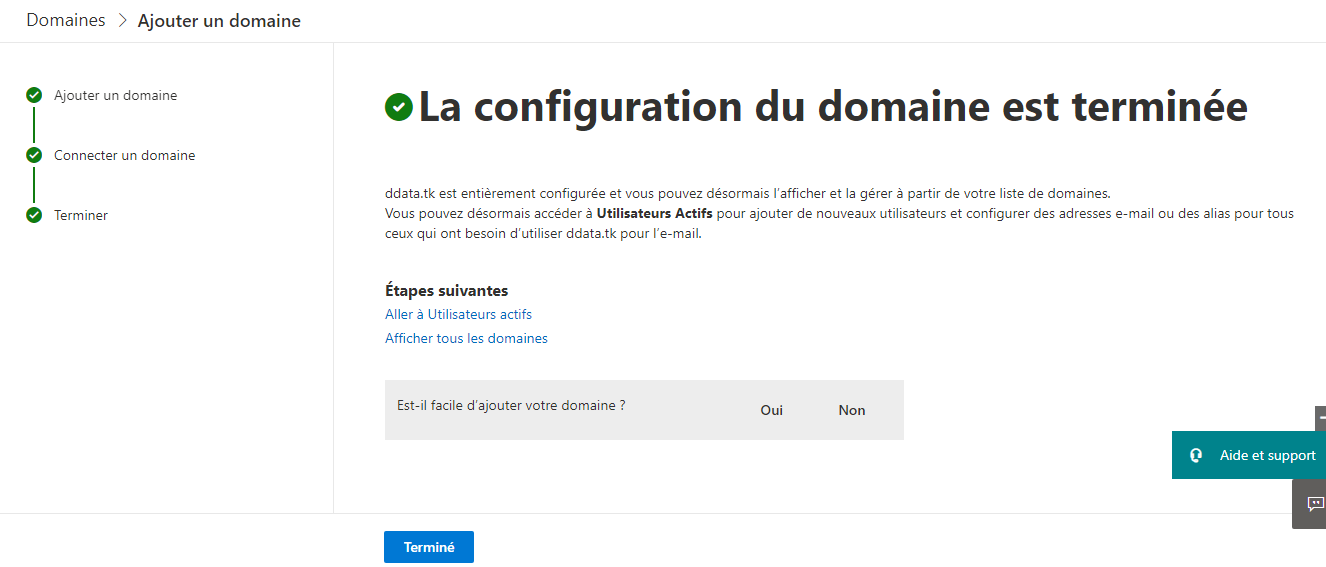 Domaines > Ajouter un domaine
Ajouter un domaine
Connecter un domaine
Terminer
La configuration du domaine est terminée
ddata.tk est entièrement configurée et vous pouvez désormais l’afficher et la gérer à partir de votre liste de domaines.
Vous pouvez désormais accéder à Utilisateurs Actifs pour ajouter de nouveaux utilisateurs et configurer des adresses e-mail ou des alias pour tous
ceux qui ont besoin d’utiliser ddata.tk pour l’e-mail.
Étapes suivantes
Aller à Utilisateurs actifs
Afficher tous les domaines
Est-il facile d’ajouter votre domaine ? Oui Non
Aide et support
Terminé